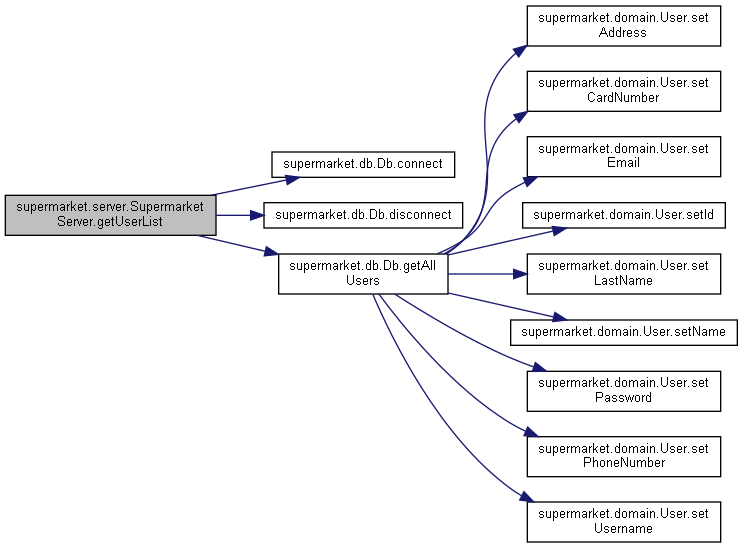 supermarket.server.Supermarket
Server.getUserList
supermarket.db.Db.connect
supermarket.db.Db.disconnect
supermarket.db.Db.getAll
Users
supermarket.domain.User.set
Address
supermarket.domain.User.set
CardNumber
supermarket.domain.User.set
Email
supermarket.domain.User.setId
supermarket.domain.User.set
LastName
supermarket.domain.User.setName
supermarket.domain.User.set
Password
supermarket.domain.User.set
PhoneNumber
supermarket.domain.User.set
Username